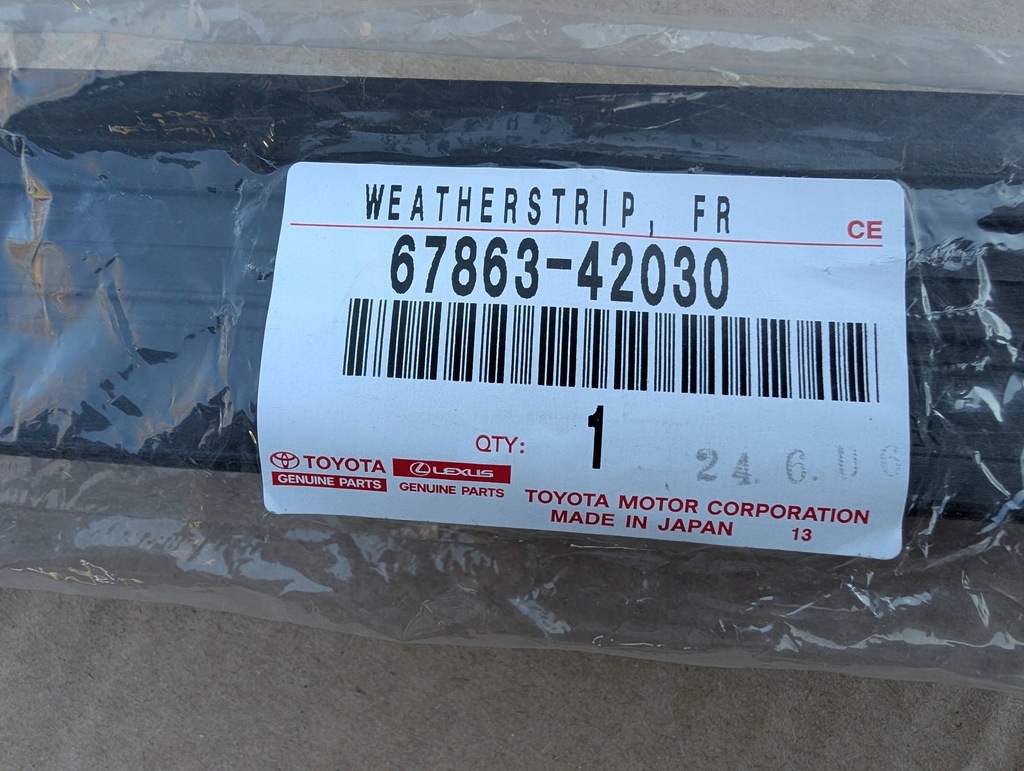 WEATHERSTRIP, FR
CE
67863-42030
QTY: 1
24.6.06
TOYOTA
GENUINE PARTS
LEXUS
GENUINE PARTS
TOYOTA MOTOR CORPORATION
MADE IN JAPAN 13